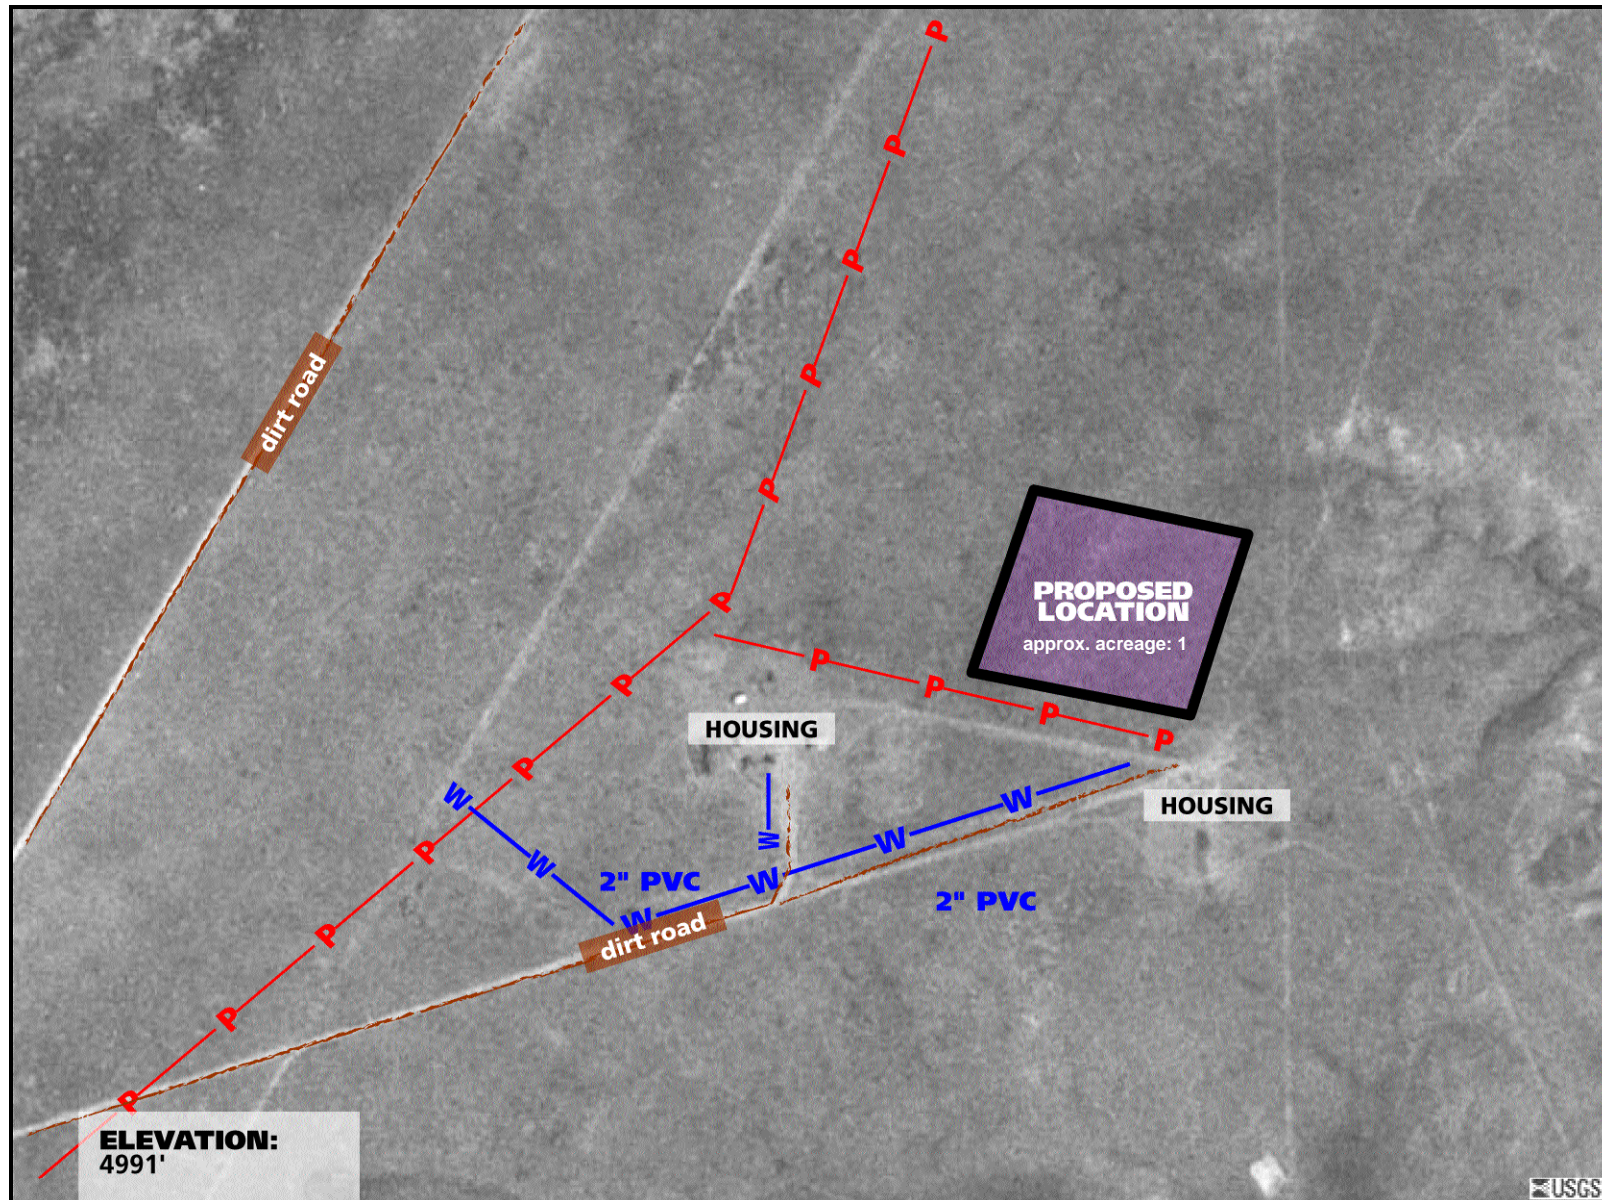 P
P
P
P
dirt road
P
PROPOSED
LOCATION
approx. acreage: 1
P
P
P
P
P
HOUSING
P
P
W
W
HOUSING
P
W
W
W
2" PVC
W
2" PVC
W
dirt road
P
P
P
ELEVATION:
4991'
USGS